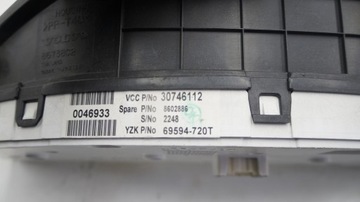 VCC P/No 30746112
0046933
Spare P/No 8602886
S/No 2248
YZK P/No 69594-720T